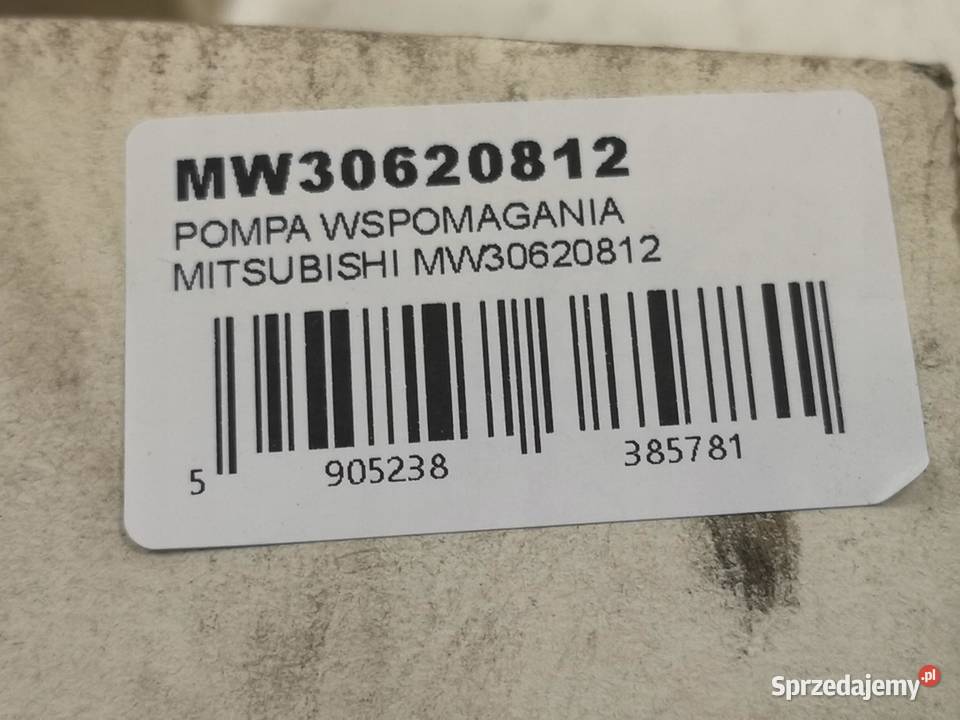 MW30620812
POMPA WSPOMAGANIA
MITSUBISHI MW30620812
5 905238 385781
Sprzedajemy.pl